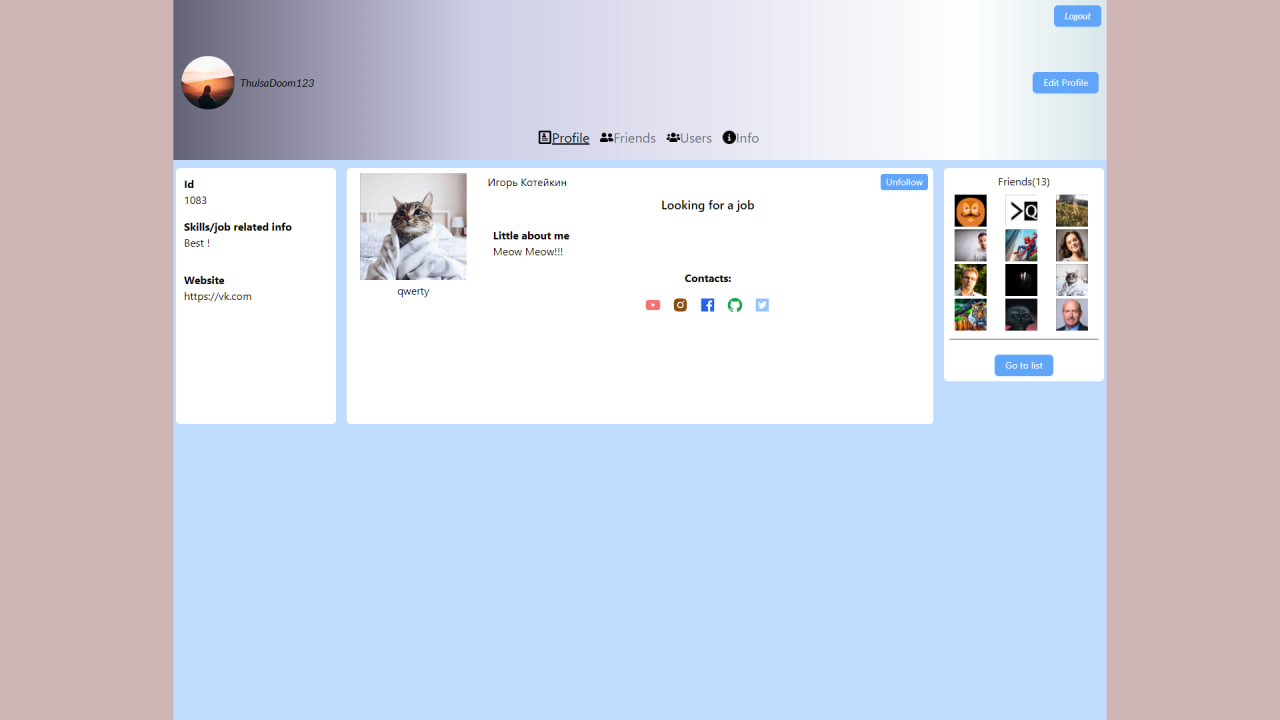 Logout
ThulsaDoom123
Edit Profile
Profile Friends Users Info
Id
1083
Skills/job related info
Best !
Website
https://vk.com
Игорь Котейкин
Unfollow
Looking for a job
Little about me
Meow Meow!!!
qwerty
Contacts:
Friends(13)
>Q
Go to list